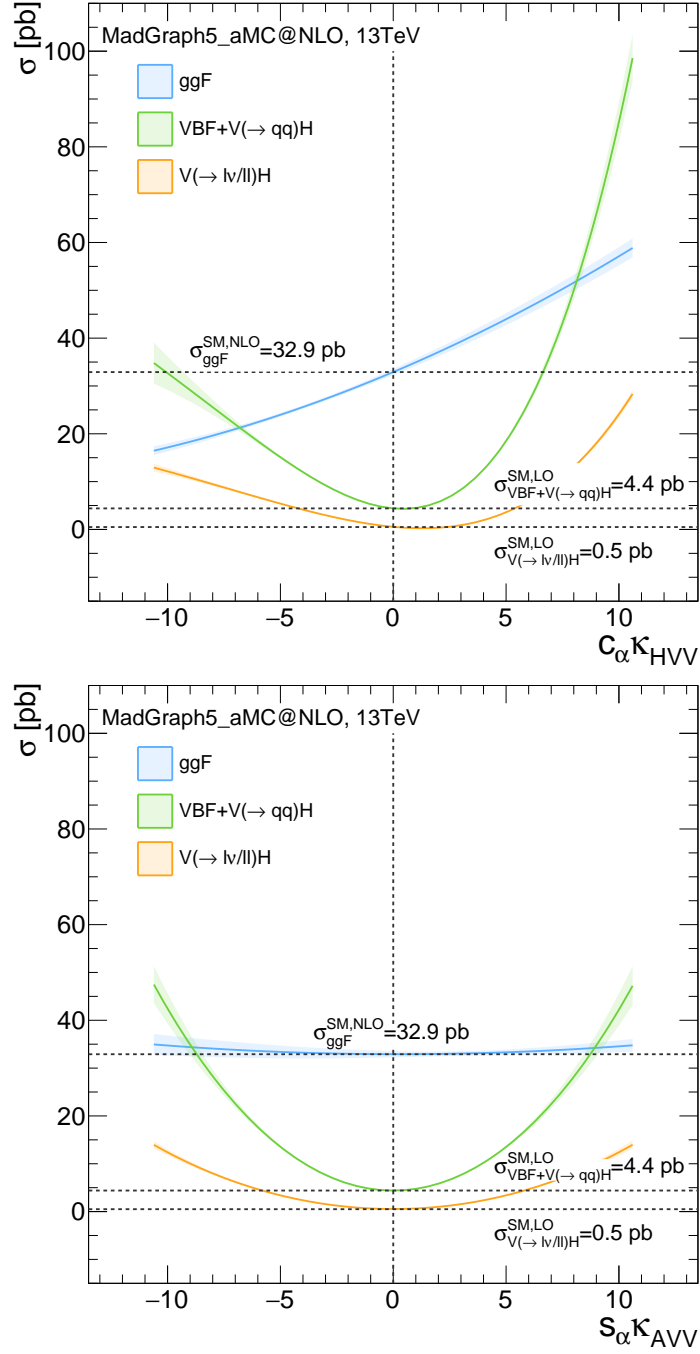 σ [pb]
MadGraph5_aMC@NLO, 13TeV
100
ggF
VBF+V(→ qq)H
80
V(→ lν/ll)H
60
σ^{SM,NLO}_{ggF}=32.9 pb
40
20
σ^{SM,LO}_{VBF+V(→ qq)H}=4.4 pb
0
σ^{SM,LO}_{V(→ lν/ll)H}=0.5 pb
−10 −5 0 5 10
c_α κ_HVV
σ [pb]
MadGraph5_aMC@NLO, 13TeV
100
ggF
VBF+V(→ qq)H
80
V(→ lν/ll)H
60
40
σ^{SM,NLO}_{ggF}=32.9 pb
20
σ^{SM,LO}_{VBF+V(→ qq)H}=4.4 pb
0
σ^{SM,LO}_{V(→ lν/ll)H}=0.5 pb
−10 −5 0 5 10
s_α κ_AVV